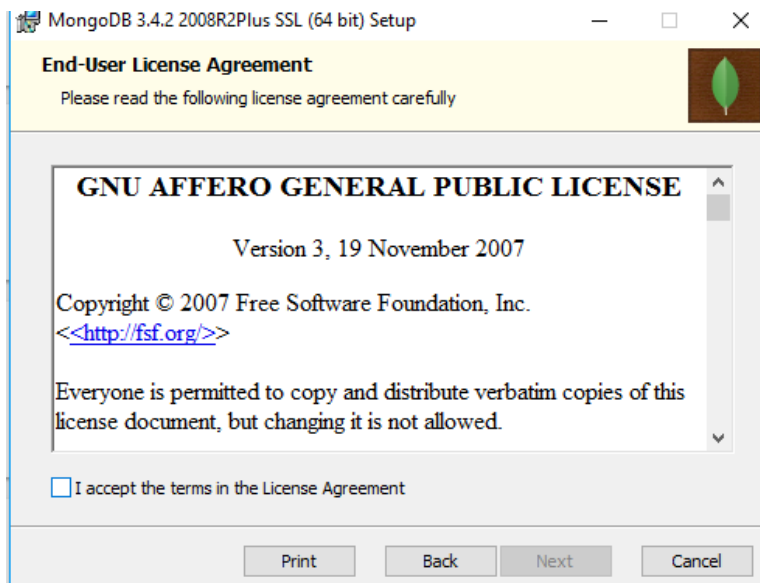 MongoDB 3.4.2 2008R2Plus SSL (64 bit) Setup
End-User License Agreement
Please read the following license agreement carefully
GNU AFFERO GENERAL PUBLIC LICENSE
Version 3, 19 November 2007
Copyright © 2007 Free Software Foundation, Inc.
<<http://fsf.org/>>
Everyone is permitted to copy and distribute verbatim copies of this
license document, but changing it is not allowed.
I accept the terms in the License Agreement
Print Back Next Cancel